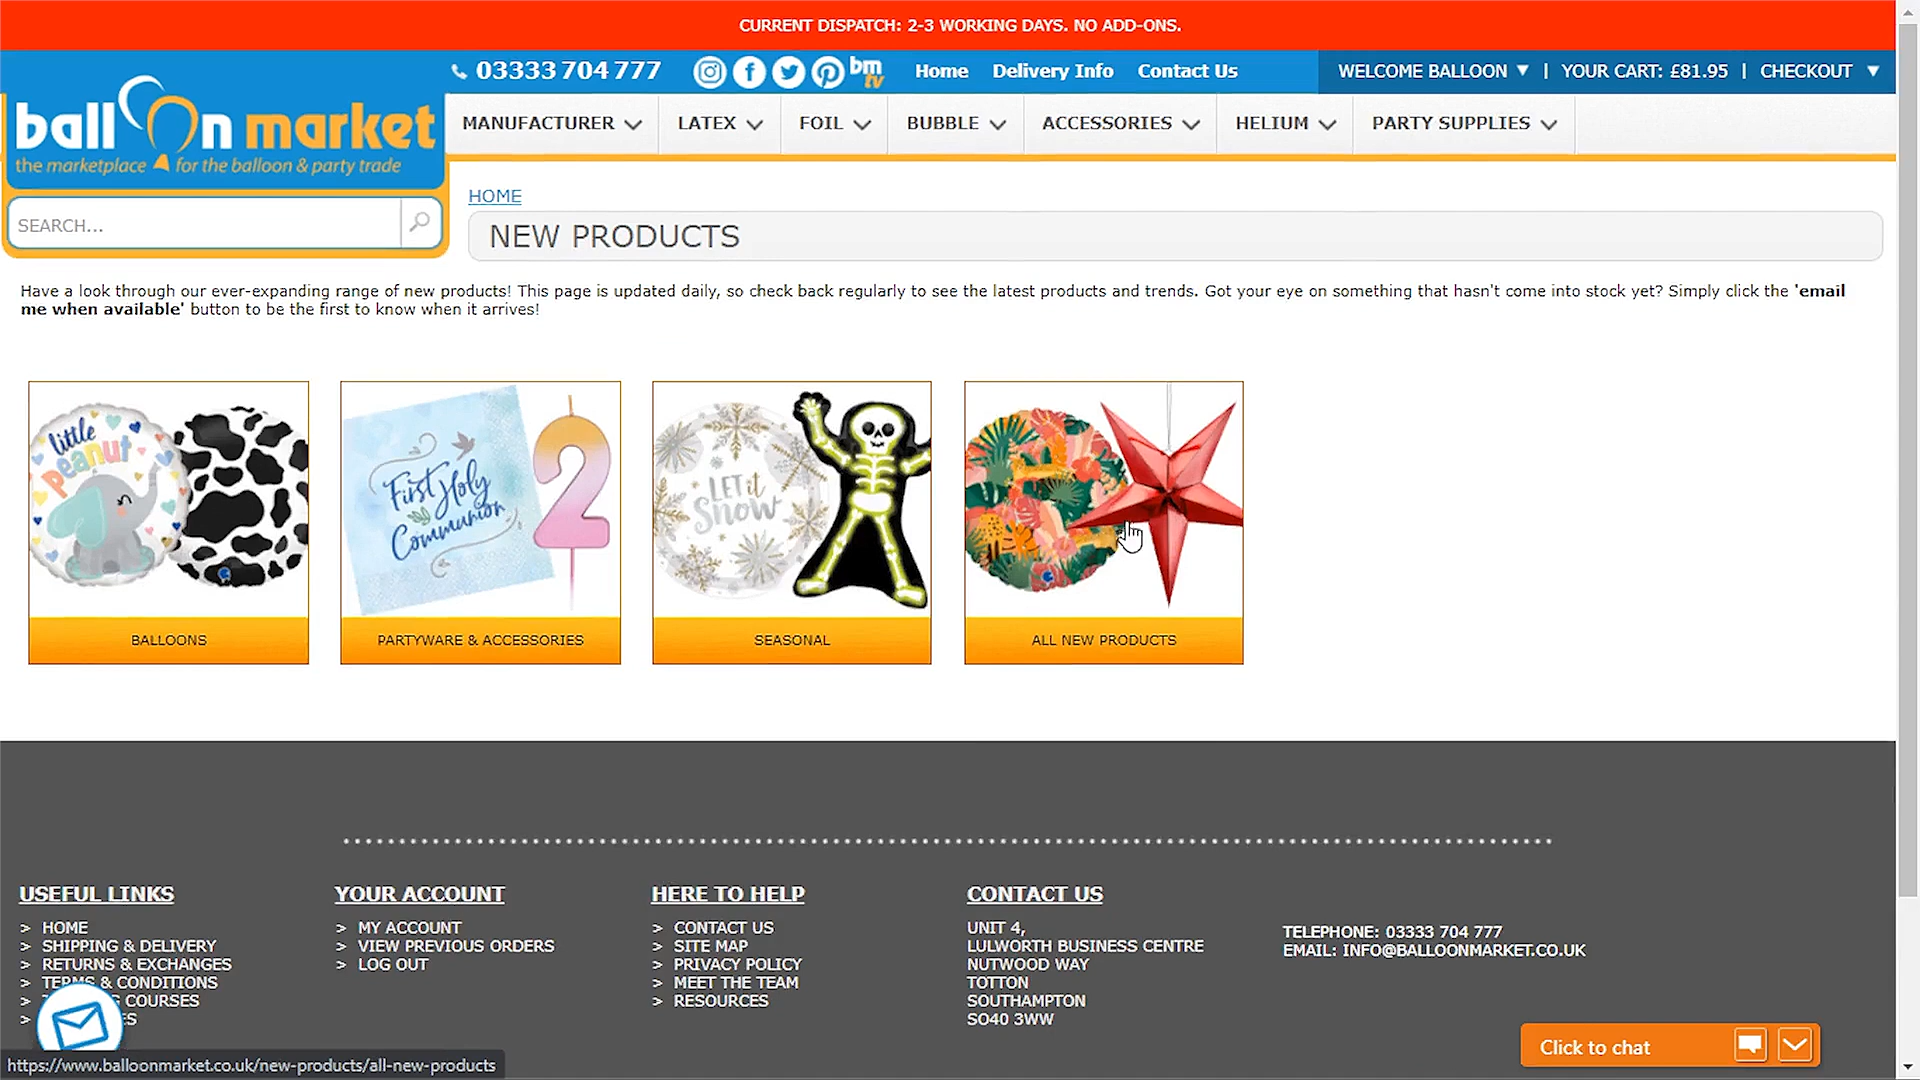 CURRENT DISPATCH: 2-3 WORKING DAYS. NO ADD-ONS.
03333 704 777
bm
tv
Home
Delivery Info
Contact Us
WELCOME BALLOON
|
YOUR CART: £81.95
|
CHECKOUT
balloon market
the marketplace for the balloon & party trade
MANUFACTURER
LATEX
FOIL
BUBBLE
ACCESSORIES
HELIUM
PARTY SUPPLIES
SEARCH...
HOME
NEW PRODUCTS
Have a look through our ever-expanding range of new products! This page is updated daily, so check back regularly to see the latest products and trends. Got your eye on something that hasn't come into stock yet? Simply click the 'email
me when available' button to be the first to know when it arrives!
little
peanut
First Holy
Communion
2
LET it
Snow
BALLOONS
PARTYWARE & ACCESSORIES
SEASONAL
ALL NEW PRODUCTS
USEFUL LINKS
> HOME
> SHIPPING & DELIVERY
> RETURNS & EXCHANGES
> TERMS & CONDITIONS
> COURSES
>
YOUR ACCOUNT
> MY ACCOUNT
> VIEW PREVIOUS ORDERS
> LOG OUT
HERE TO HELP
> CONTACT US
> SITE MAP
> PRIVACY POLICY
> MEET THE TEAM
> RESOURCES
CONTACT US
UNIT 4,
LULWORTH BUSINESS CENTRE
NUTWOOD WAY
TOTTON
SOUTHAMPTON
SO40 3WW
TELEPHONE: 03333 704 777
EMAIL: INFO@BALLOONMARKET.CO.UK
Click to chat
https://www.balloonmarket.co.uk/new-products/all-new-products